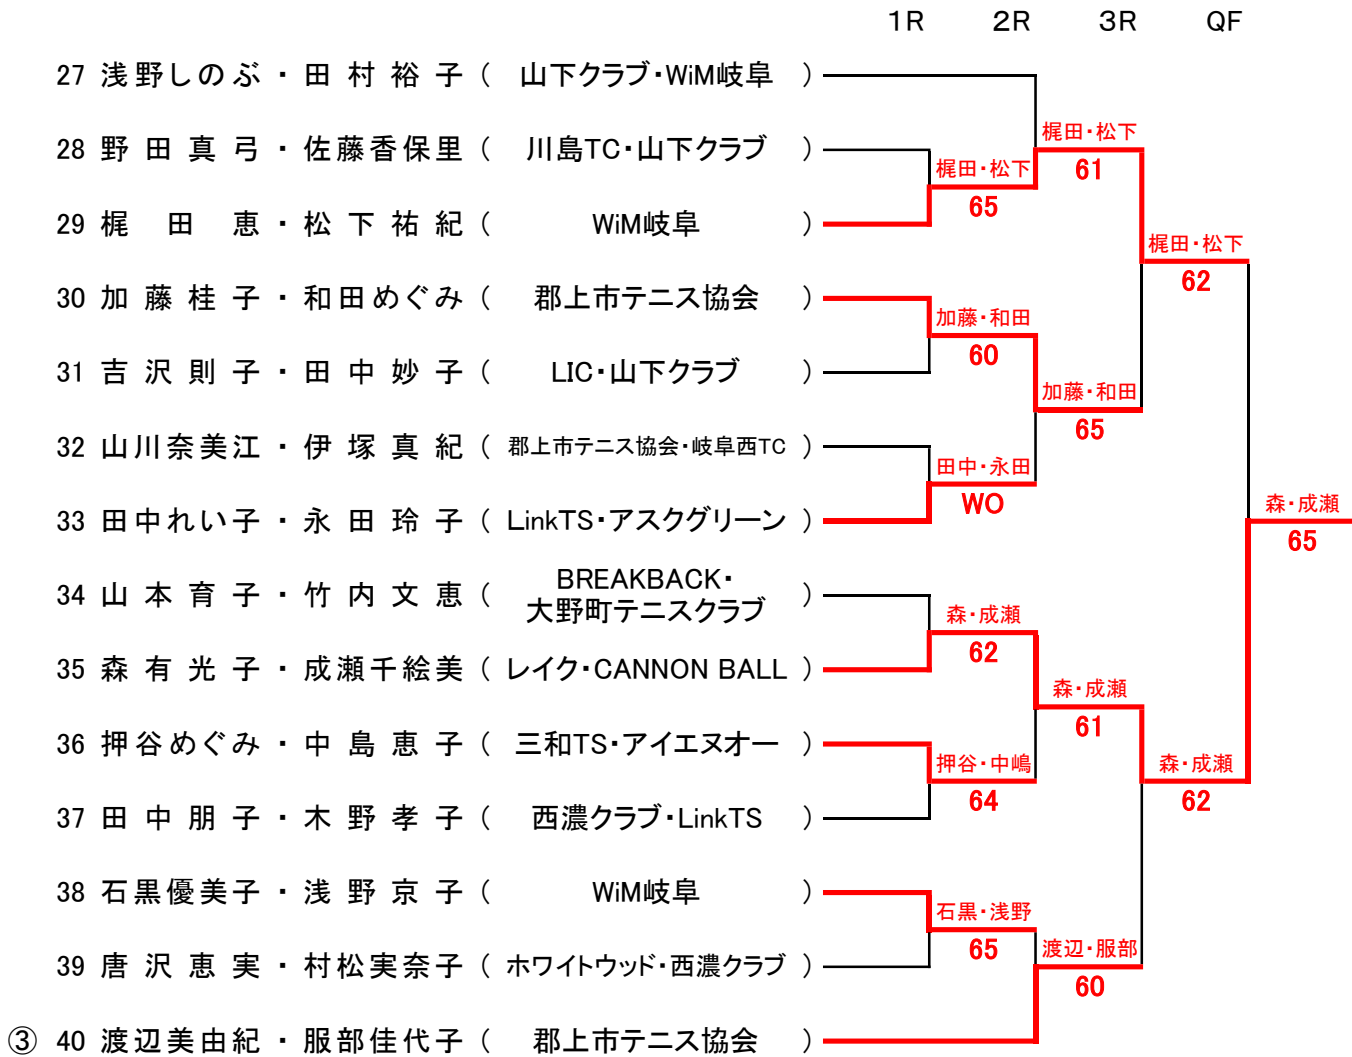 1R 2R 3R QF
27 浅野しのぶ・田村裕子（ 山下クラブ・WiM岐阜 ）
梶田・松下
28 野田真弓・佐藤香保里（ 川島TC・山下クラブ ）
61
梶田・松下
65
29 梶田恵・松下祐紀（ WiM岐阜 ）
梶田・松下
62
30 加藤桂子・和田めぐみ（ 郡上市テニス協会 ）
加藤・和田
60
31 吉沢則子・田中妙子（ LIC・山下クラブ ）
加藤・和田
65
32 山川奈美江・伊塚真紀（ 郡上市テニス協会・岐阜西TC ）
田中・永田
WO
33 田中れい子・永田玲子（ LinkTS・アスクグリーン ）
森・成瀬
65
34 山本育子・竹内文恵（ BREAKBACK・
大野町テニスクラブ ）
森・成瀬
62
35 森有光子・成瀬千絵美（ レイク・CANNON BALL ）
森・成瀬
61
36 押谷めぐみ・中島恵子（ 三和TS・アイエヌオー ）
押谷・中嶋
64
森・成瀬
62
37 田中朋子・木野孝子（ 西濃クラブ・LinkTS ）
38 石黒優美子・浅野京子（ WiM岐阜 ）
石黒・浅野
65
39 唐沢恵実・村松実奈子（ ホワイトウッド・西濃クラブ ）
渡辺・服部
60
③ 40 渡辺美由紀・服部佳代子（ 郡上市テニス協会 ）